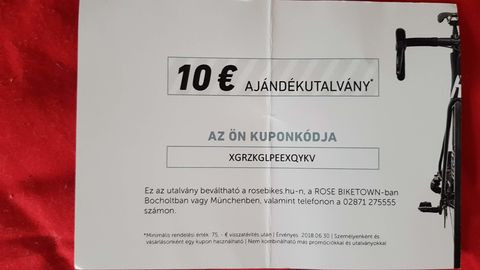 10 € AJÁNDÉKUTALVÁNY*
AZ ÖN KUPONKÓDJA
XGRZKGLPEEXQYKV
Ez az utalvány beváltható a rosebikes.hu-n, a ROSE BIKETOWN-ban
Bocholtban vagy Münchenben, valamint telefonon a 02871 275555
számon.
*Minimális rendelési érték: 75, - € visszatérítés után | Érvényes: 2018.06.30 | Személyenként és
vásárlásonként egy kupon használható | Nem kombinálható más promóciókkal és utalványokkal